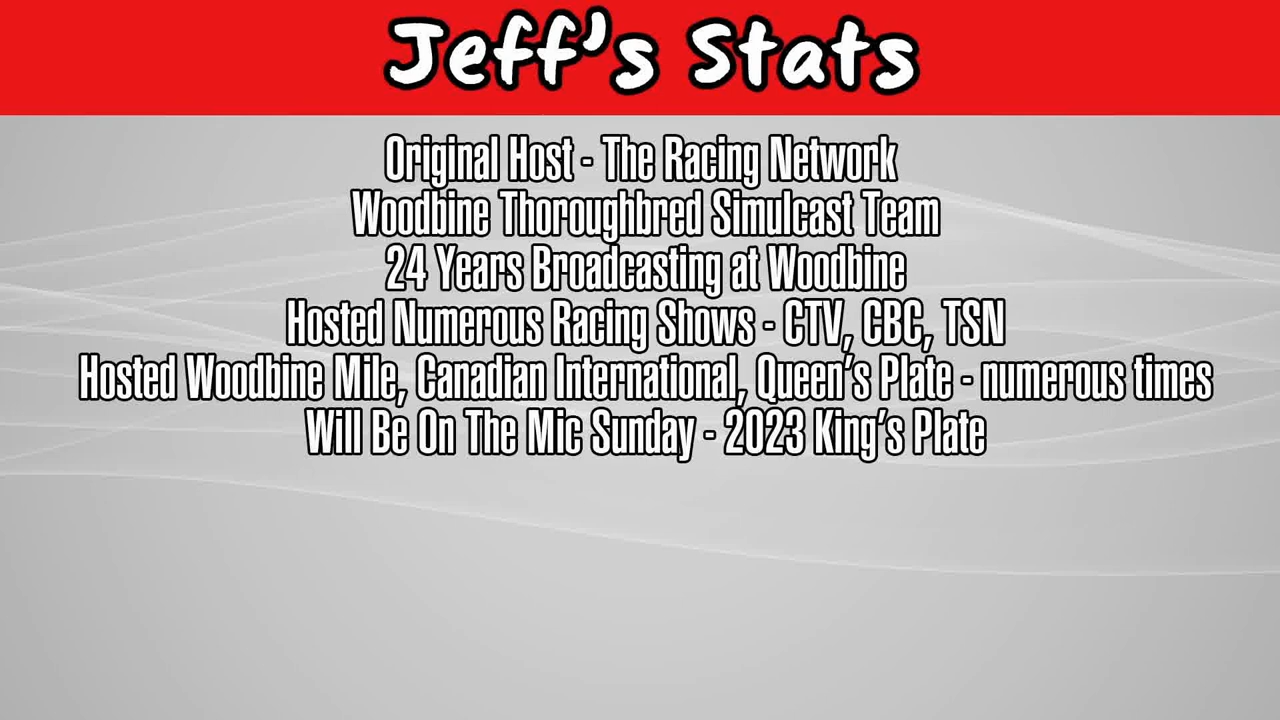 Jeff's Stats
Original Host - The Racing Network
Woodbine Thoroughbred Simulcast Team
24 Years Broadcasting at Woodbine
Hosted Numerous Racing Shows - CTV, CBC, TSN
Hosted Woodbine Mile, Canadian International, Queen's Plate - numerous times
Will Be On The Mic Sunday - 2023 King's Plate